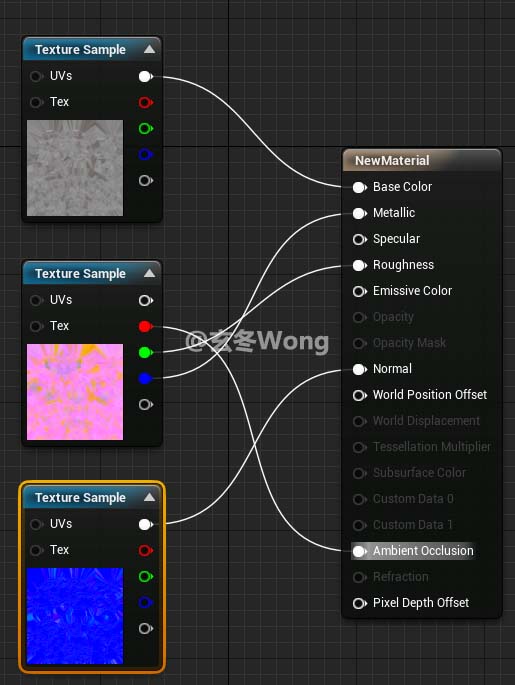 Texture Sample
UVs
Tex
Texture Sample
UVs
Tex
Texture Sample
UVs
Tex
NewMaterial
Base Color
Metallic
Specular
Roughness
Emissive Color
Opacity
Opacity Mask
Normal
World Position Offset
World Displacement
Tessellation Multiplier
Subsurface Color
Custom Data 0
Custom Data 1
Ambient Occlusion
Refraction
Pixel Depth Offset
@玄冬Wong